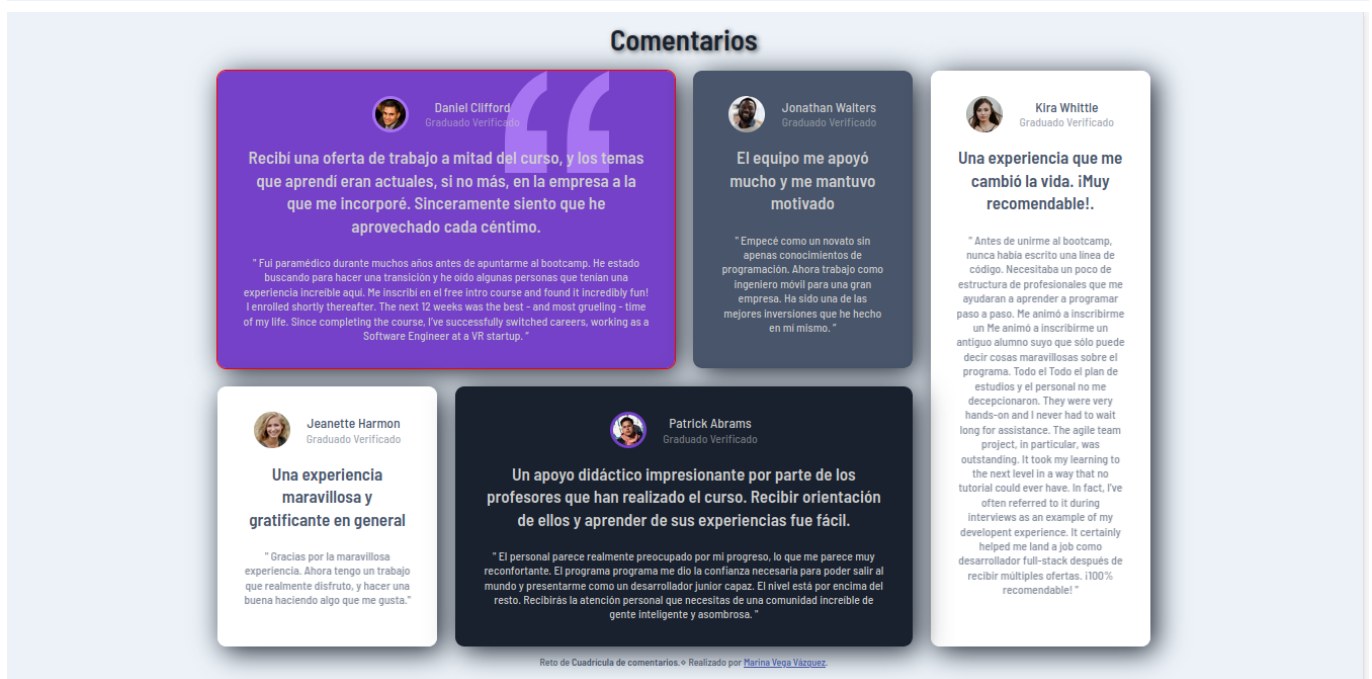 Comentarios
“
Daniel Clifford
Graduado Verificado
Recibí una oferta de trabajo a mitad del curso, y los temas
que aprendí eran actuales, si no más, en la empresa a la
que me incorporé. Sinceramente siento que he
aprovechado cada céntimo.
" Fui paramédico durante muchos años antes de apuntarme al bootcamp. He estado
buscando para hacer una transición y he oído algunas personas que tenían una
experiencia increíble aquí. Me inscribí en el free intro course and found it incredibly fun!
I enrolled shortly thereafter. The next 12 weeks was the best - and most grueling - time
of my life. Since completing the course, I've successfully switched careers, working as a
Software Engineer at a VR startup. "
Jonathan Walters
Graduado Verificado
El equipo me apoyó
mucho y me mantuvo
motivado
" Empecé como un novato sin
apenas conocimientos de
programación. Ahora trabajo como
ingeniero móvil para una gran
empresa. Ha sido una de las
mejores inversiones que he hecho
en mí mismo. "
Kira Whittle
Graduado Verificado
Una experiencia que me
cambió la vida. ¡Muy
recomendable!.
" Antes de unirme al bootcamp,
nunca había escrito una línea de
código. Necesitaba un poco de
estructura de profesionales que me
ayudaran a aprender a programar
paso a paso. Me animó a inscribirme
un Me animó a inscribirme un
antiguo alumno suyo que sólo puede
decir cosas maravillosas sobre el
programa. Todo el Todo el plan de
estudios y el personal no me
decepcionaron. They were very
hands-on and I never had to wait
long for assistance. The agile team
project, in particular, was
outstanding. It took my learning to
the next level in a way that no
tutorial could ever have. In fact, I've
often referred to it during
interviews as an example of my
developent experience. It certainly
helped me land a job como
desarrollador full-stack después de
recibir múltiples ofertas. ¡100%
recomendable! "
Jeanette Harmon
Graduado Verificado
Una experiencia
maravillosa y
gratificante en general
" Gracias por la maravillosa
experiencia. Ahora tengo un trabajo
que realmente disfruto, y hacer una
buena haciendo algo que me gusta."
Patrick Abrams
Graduado Verificado
Un apoyo didáctico impresionante por parte de los
profesores que han realizado el curso. Recibir orientación
de ellos y aprender de sus experiencias fue fácil.
" El personal parece realmente preocupado por mi progreso, lo que me parece muy
reconfortante. El programa programa me dio la confianza necesaria para poder salir al
mundo y presentarme como un desarrollador junior capaz. El nivel está por encima del
resto. Recibirás la atención personal que necesitas de una comunidad increíble de
gente inteligente y asombrosa. "
Reto de Cuadrícula de comentarios.⋄ Realizado por Marina Vega Vázquez.